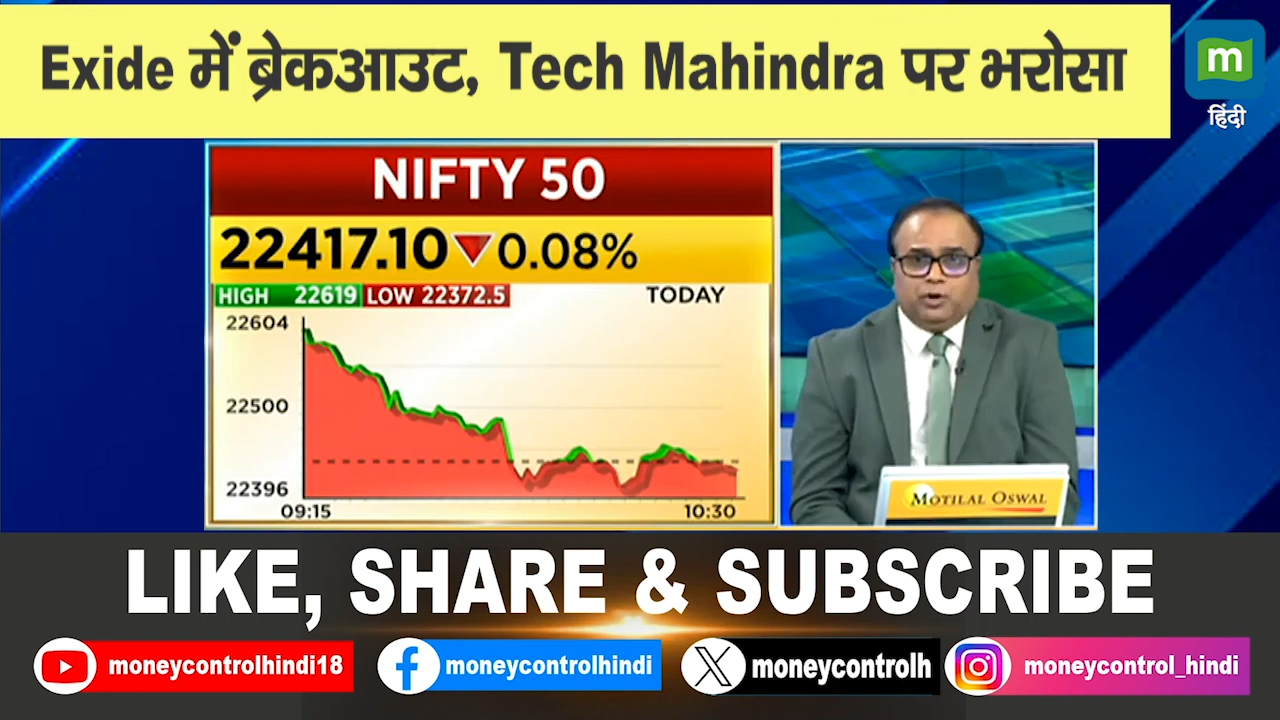 Exide में ब्रेकआउट, Tech Mahindra पर भरोसा
m
हिंदी
NIFTY 50
22417.10 0.08%
HIGH 22619 LOW 22372.5 TODAY
22604
22500
22396
09:15 10:30
MOTILAL OSWAL
LIKE, SHARE & SUBSCRIBE
moneycontrolhindi18 moneycontrolhindi moneycontrolh moneycontrol_hindi